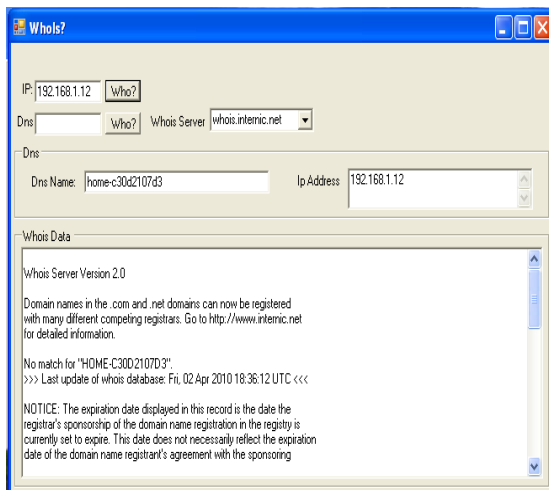 WhoIs?
IP: 192.168.1.12 Who?
Dns Who? Whois Server whois.internic.net
Dns
Dns Name: home-c30d2107d3 Ip Address 192.168.1.12
Whois Data
Whois Server Version 2.0
Domain names in the .com and .net domains can now be registered
with many different competing registrars. Go to http://www.internic.net
for detailed information.
No match for "HOME-C30D2107D3".
>>> Last update of whois database: Fri, 02 Apr 2010 18:36:12 UTC <<<
NOTICE: The expiration date displayed in this record is the date the
registrar's sponsorship of the domain name registration in the registry is
currently set to expire. This date does not necessarily reflect the expiration
date of the domain name registrant's agreement with the sponsoring